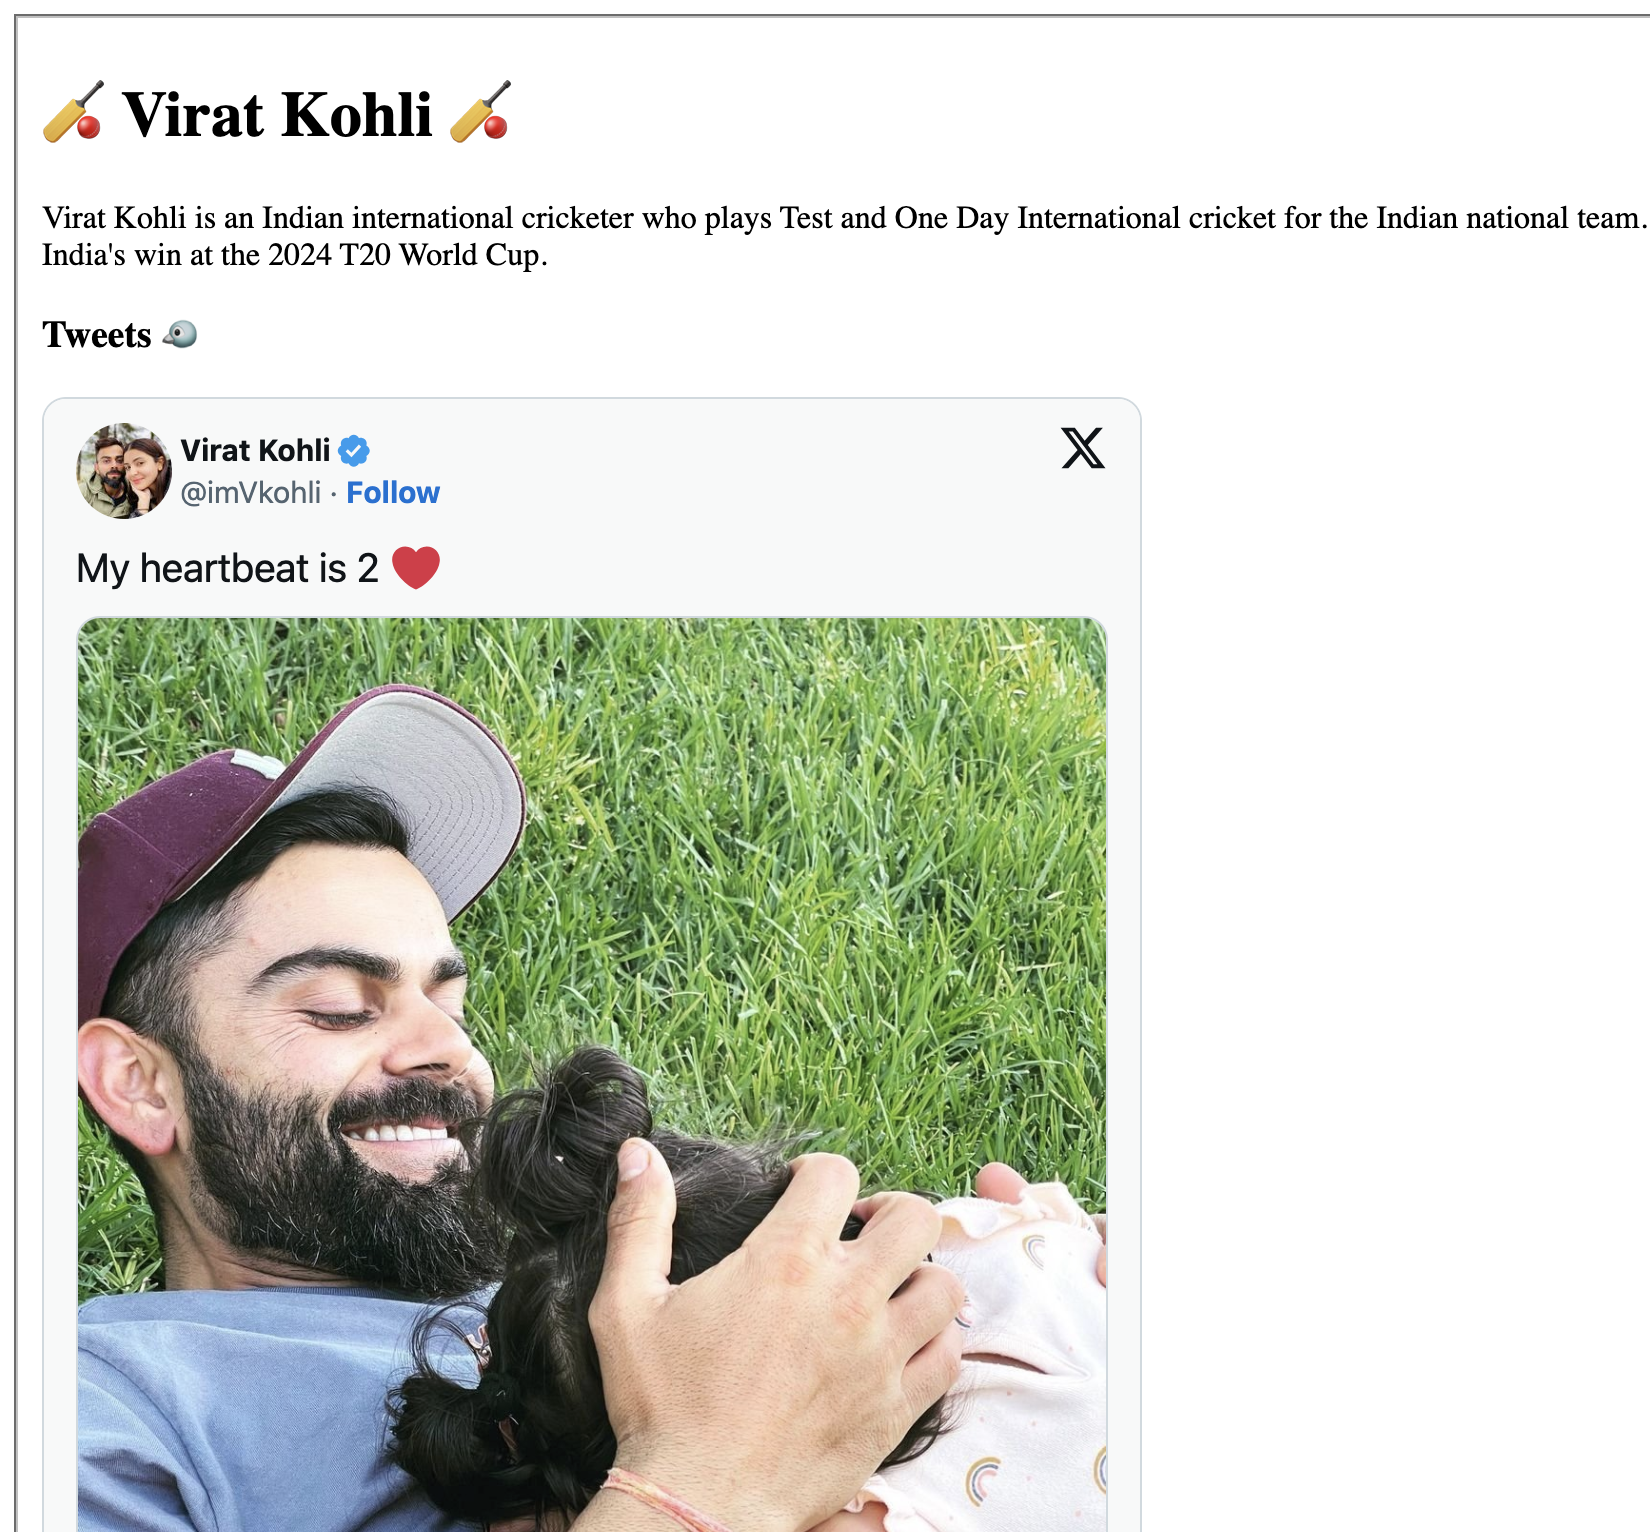 🏏 Virat Kohli 🏏
Virat Kohli is an Indian international cricketer who plays Test and One Day International cricket for the Indian national team.
India's win at the 2024 T20 World Cup.
Tweets 🐦
Virat Kohli
@imVkohli · Follow
My heartbeat is 2 ❤️